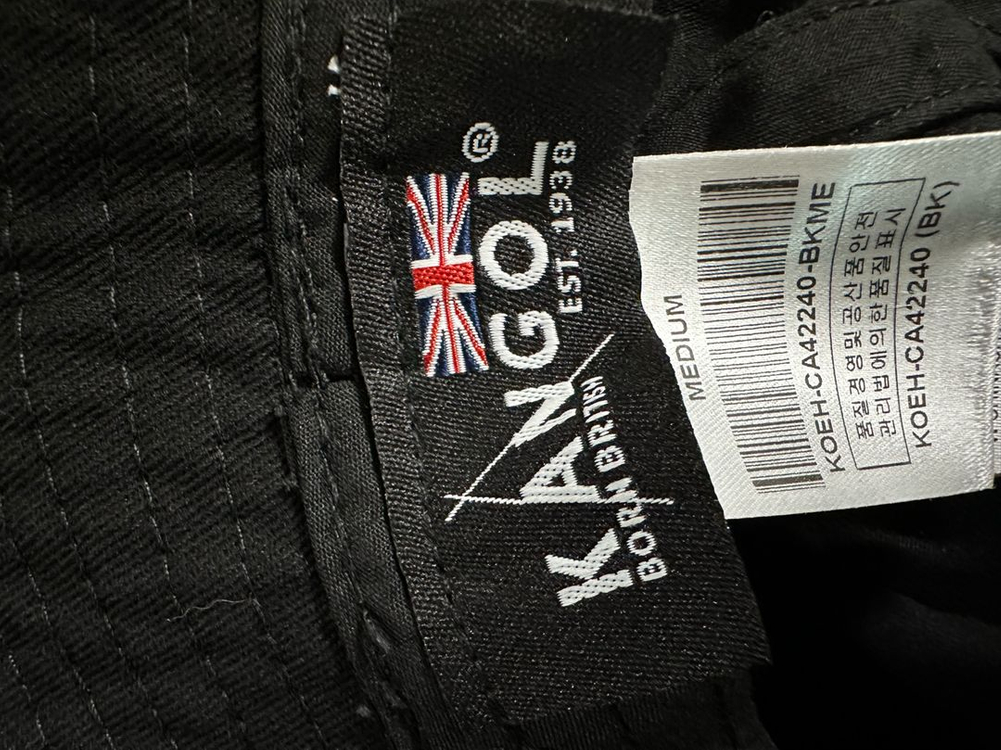 KANGOL®
BORN BRITISH EST. 1938
MEDIUM
KOEH-CA42240-BKME
품질경영및공산품안전
관리법에의한품질표시
KOEH-CA42240 (BK)